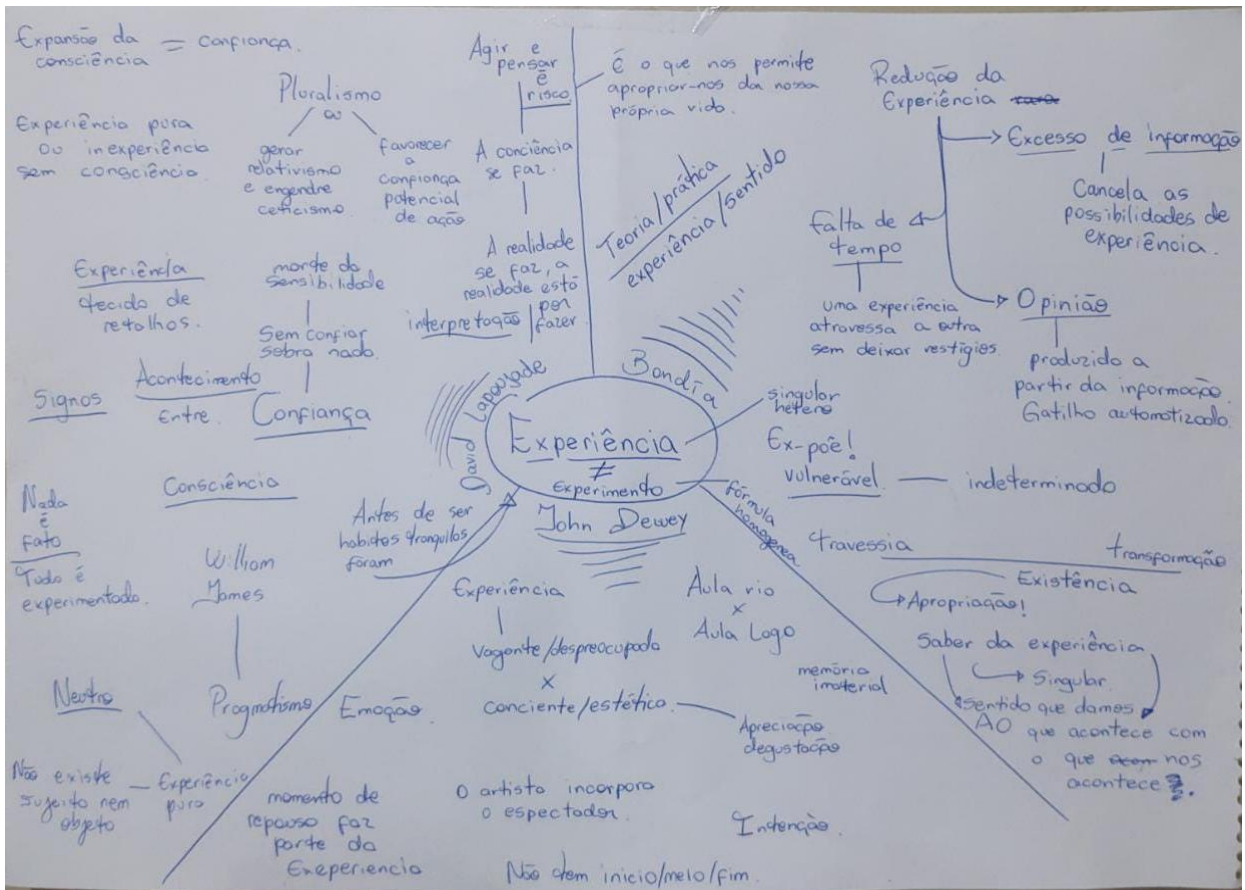 Expansão da = confiança.
consciência
Experiência pura
ou inexperiência
sem consciência.
Pluralismo
ou
gerar
relativismo
e engendre
ceticismo
favorecer
a
confiança
potencial
de ação
Agir e
pensar
é
risco
A conciência
se faz.
A realidade
se faz, a
realidade está
por
fazer.
interpretação
Experiência
tecido de
retalhos.
morte da
sensibilidade
Sem confiar
sobra nada.
Confiança
Signos
Acontecimento
Entre
Consciência
Nada
é
fato
Tudo é
experimentado.
William
James
Pragmatismo
Neutro
Não existe
sujeito nem
objeto
Experiência
pura
É o que nos permite
apropriar-nos da nossa
própria vida.
Teoria/prática
experiência/sentido
Redução da
Experiência
Excesso de informação
Cancela as
possibilidades de
experiência.
falta de
tempo
uma experiência
atravessa a outra
sem deixar vestígios
Opinião
produzido a
partir da informação.
Gatilho automatizado.
David Lapoujade
Bondía
Experiência
≠
Experimento
John Dewey
singular
hetero
fórmula
homogenea
Ex-põe!
vulnerável
indeterminado
travessia
transformação
Existência
Apropriação!
Saber da experiência
Singular
sentido que damos
AO que acontece com
o que nos
acontece
Antes de ser
habitos tranquilos
foram
Experiência
Vagante/despreocupada
x
conciente/estético.
Apreciação
degustação
Aula rio
x
Aula Lago
memória
imaterial
Emoção
momento de
repouso faz
parte da
Exeperiencia
O artista incorpora
o espectador.
Intenção.
Não tem inicio/meio/fim.